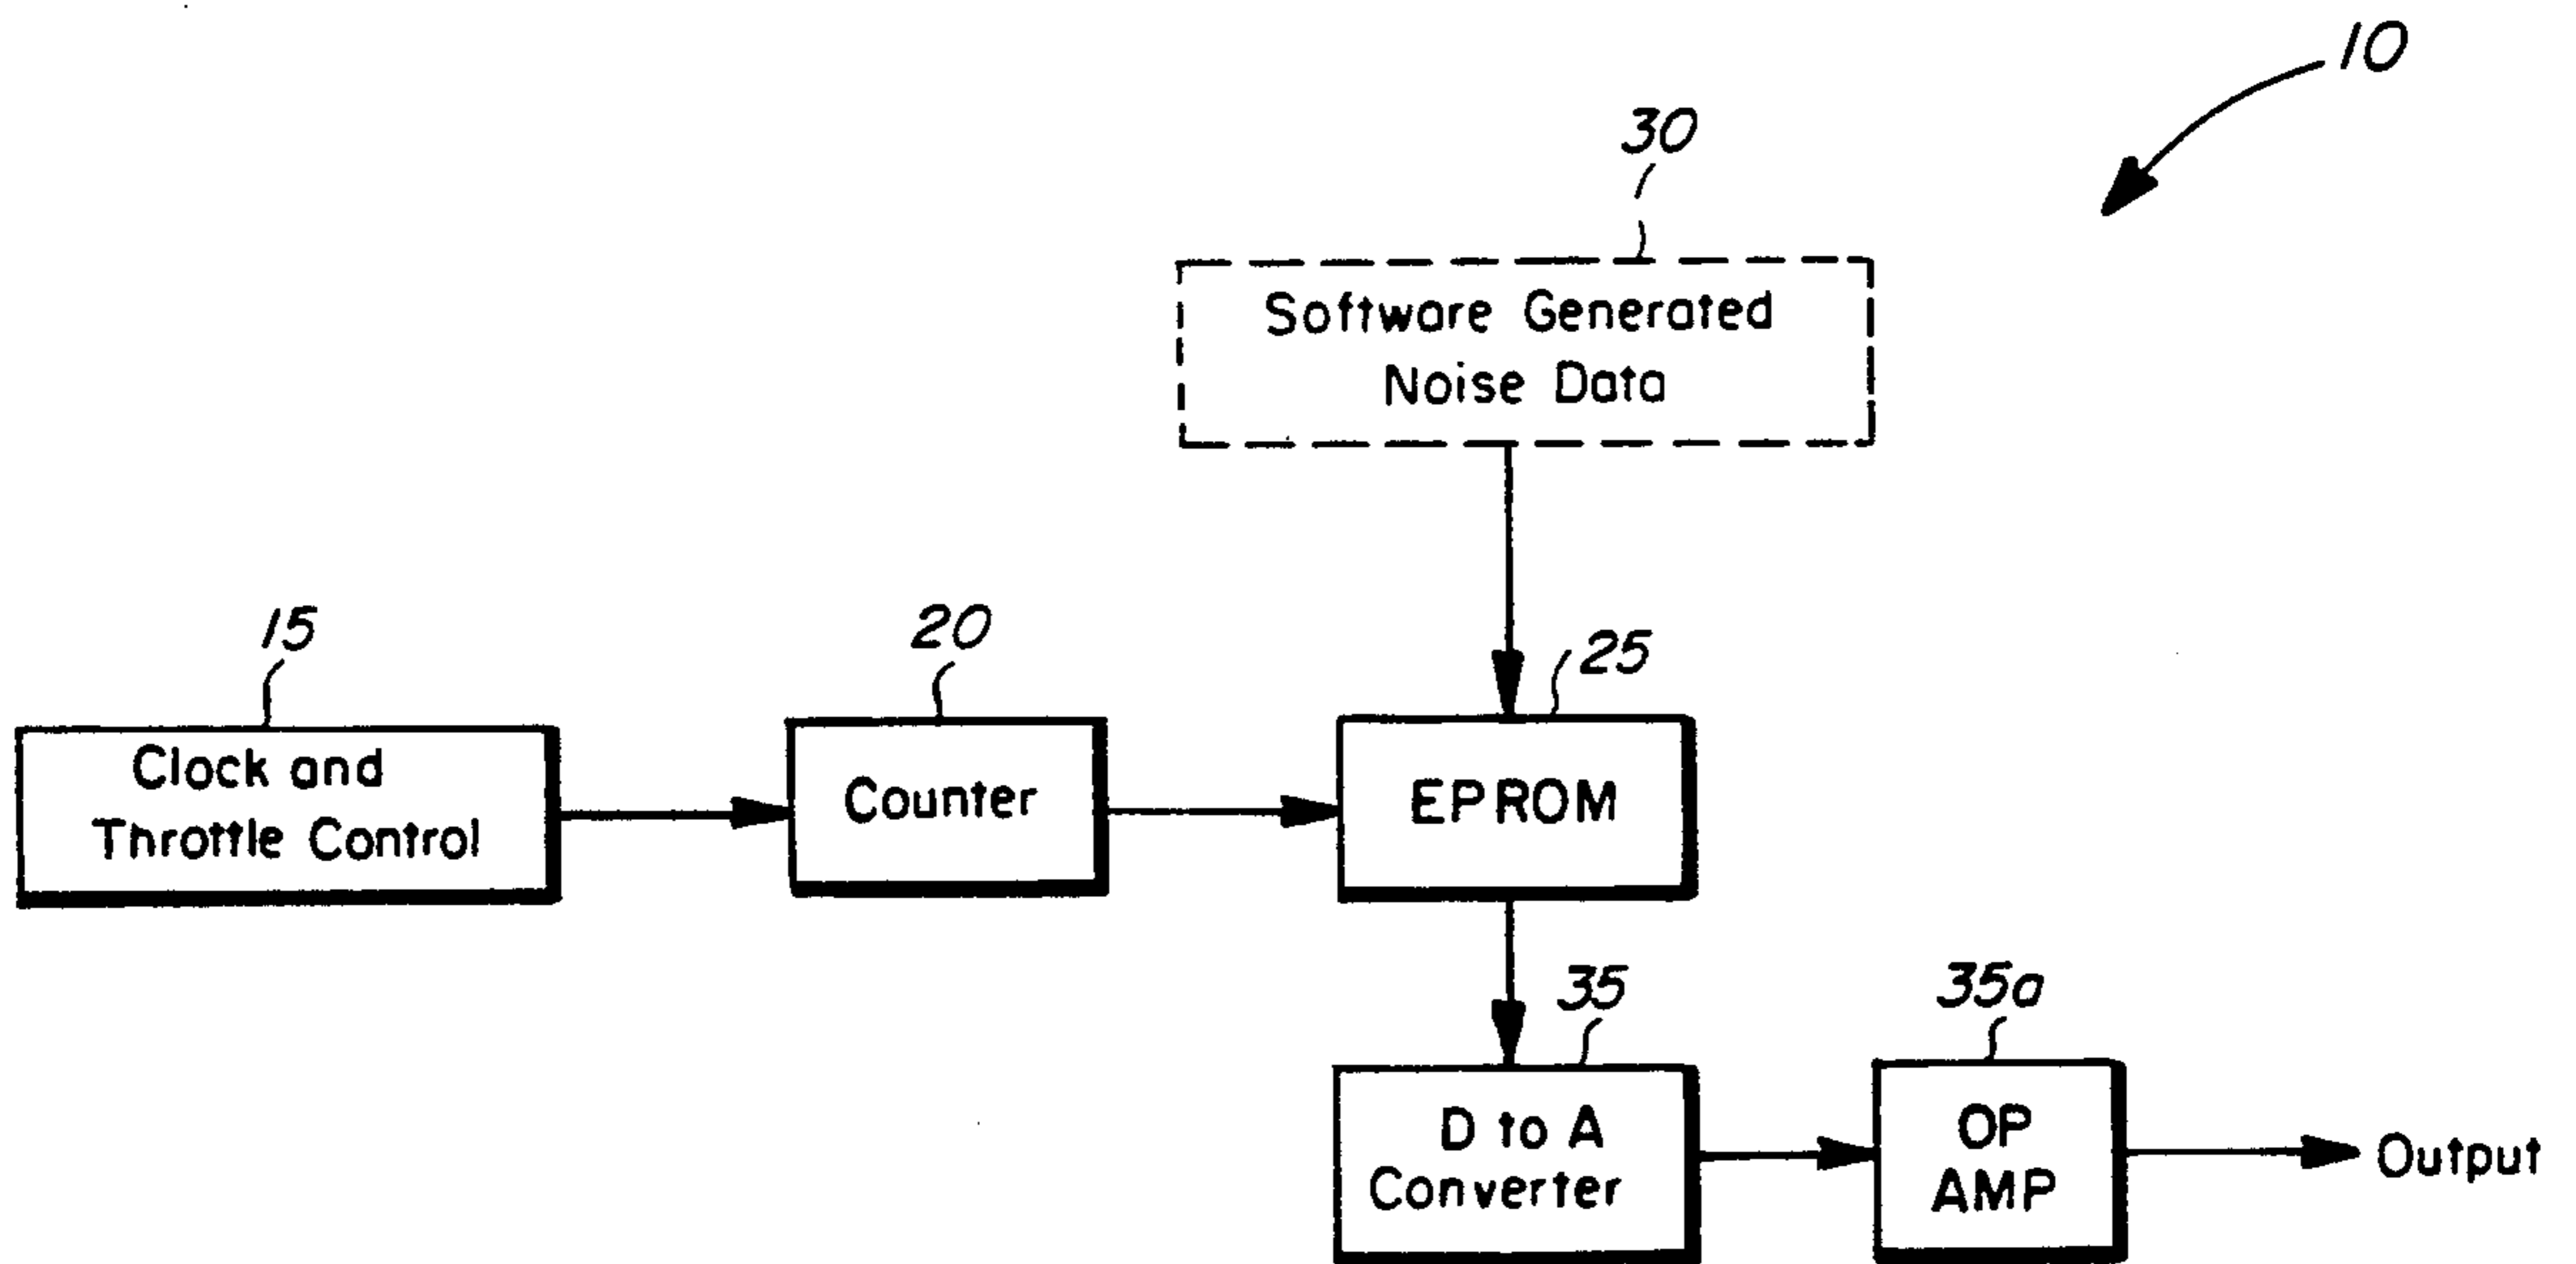 10
30
Software Generated
Noise Data
15
20
25
Clock and
Throttle Control
Counter
EPROM
35
35a
D to A
Converter
OP
AMP
Output